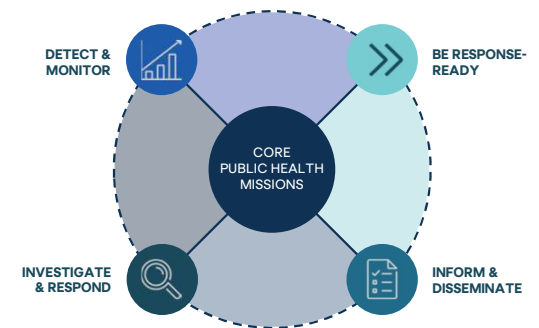 DETECT &
MONITOR
BE RESPONSE-
READY
CORE
PUBLIC HEALTH
MISSIONS
INVESTIGATE
& RESPOND
INFORM &
DISSEMINATE